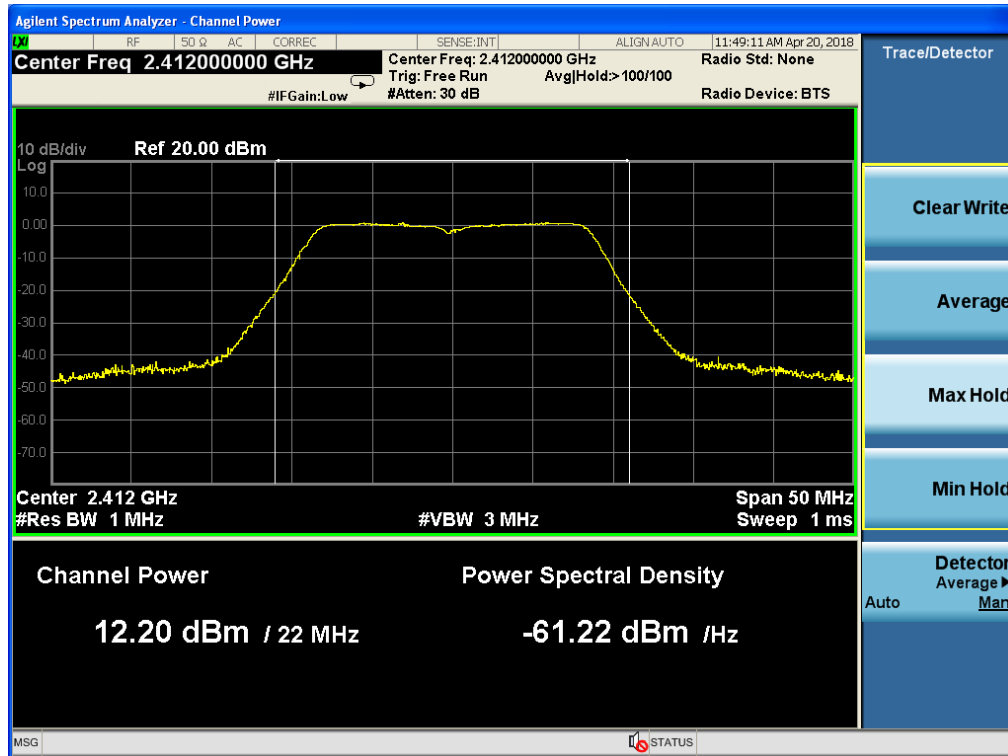 Agilent Spectrum Analyzer - Channel Power
LXI RF 50 Ω AC CORREC SENSE:INT ALIGN AUTO 11:49:11 AM Apr 20, 2018
Center Freq 2.412000000 GHz
Center Freq: 2.412000000 GHz Radio Std: None
Trig: Free Run Avg|Hold:>100/100
#IFGain:Low #Atten: 30 dB Radio Device: BTS
10 dB/div Ref 20.00 dBm
Log
10.0
0.00
-10.0
-20.0
-30.0
-40.0
-50.0
-60.0
-70.0
Center 2.412 GHz Span 50 MHz
#Res BW 1 MHz #VBW 3 MHz Sweep 1 ms
Channel Power Power Spectral Density
12.20 dBm / 22 MHz -61.22 dBm /Hz
Trace/Detector
Clear Write
Average
Max Hold
Min Hold
Detector
Average
Auto Man
MSG STATUS